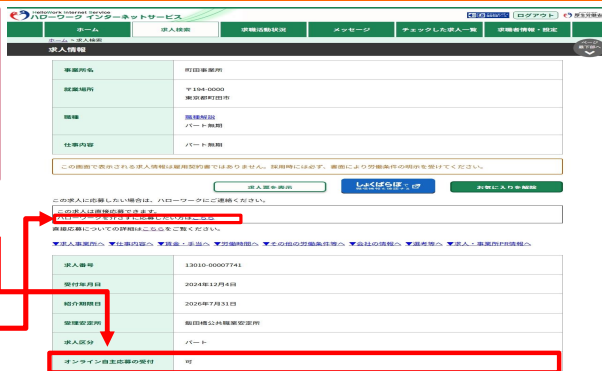 HelloWork Internet Service
ハローワーク インターネットサービス
ログアウト
ホーム
求人検索
求職活動状況
メッセージ
チェックした求人一覧
求職者情報・設定
ホーム > 求人検索
求人情報
ページ
最下部へ
事業所名
町田事業所
就業場所
〒194-0000
東京都町田市
職種
職種解説
パート無期
仕事内容
パート無期
この画面で表示される求人情報は雇用契約書ではありません。採用時には必ず、書面により労働条件の明示を受けてください。
求人票を表示
しょくばらぼ
お気に入りを解除
この求人に応募したい場合は、ハローワークにご連絡ください。
この求人は直接応募できます。
ハローワークを介さずに応募したい方はこちら
直接応募についての詳細はこちらをご覧ください。
▼求人事業所へ ▼仕事内容へ ▼賃金・手当へ ▼労働時間へ ▼その他の労働条件等へ ▼会社の情報へ ▼選考等へ ▼求人・事業所PR情報へ
求人番号
13010-00007741
受付年月日
2024年12月4日
紹介期限日
2026年7月31日
受理安定所
飯田橋公共職業安定所
求人区分
パート
オンライン自主応募の受付
可